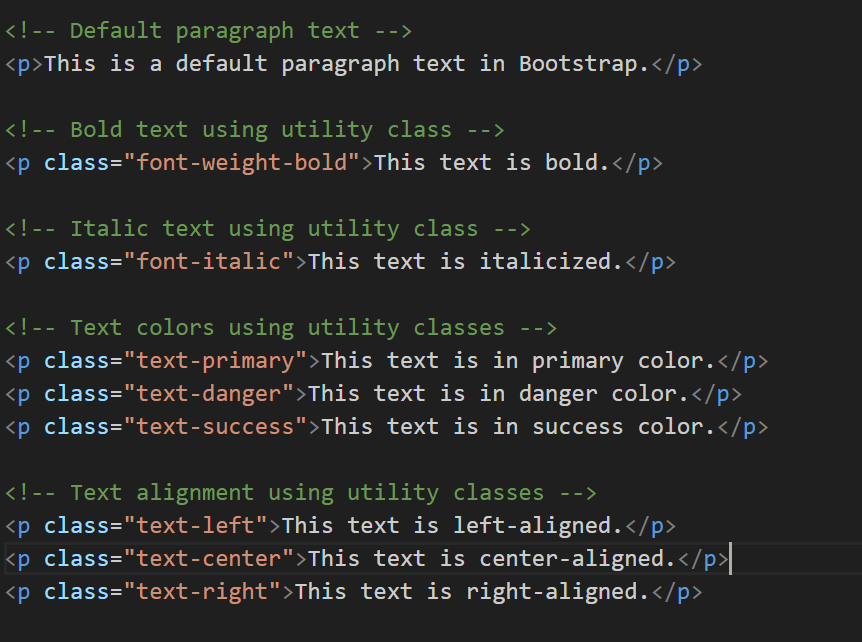 <!-- Default paragraph text -->
<p>This is a default paragraph text in Bootstrap.</p>
<!-- Bold text using utility class -->
<p class="font-weight-bold">This text is bold.</p>
<!-- Italic text using utility class -->
<p class="font-italic">This text is italicized.</p>
<!-- Text colors using utility classes -->
<p class="text-primary">This text is in primary color.</p>
<p class="text-danger">This text is in danger color.</p>
<p class="text-success">This text is in success color.</p>
<!-- Text alignment using utility classes -->
<p class="text-left">This text is left-aligned.</p>
<p class="text-center">This text is center-aligned.</p>
<p class="text-right">This text is right-aligned.</p>